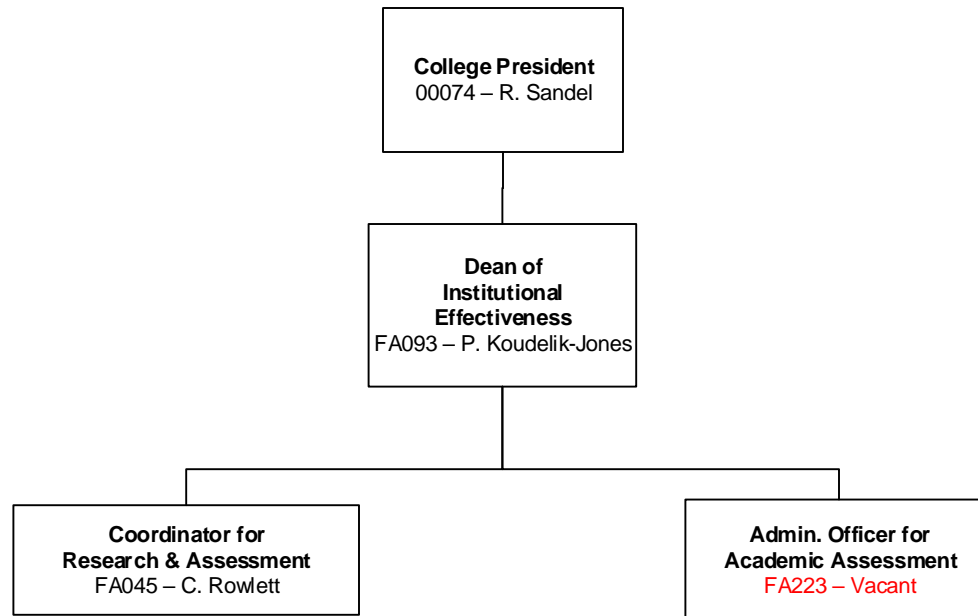 College President
00074 – R. Sandel
Dean of
Institutional
Effectiveness
FA093 – P. Koudelik-Jones
Coordinator for
Research & Assessment
FA045 – C. Rowlett
Admin. Officer for
Academic Assessment
FA223 – Vacant